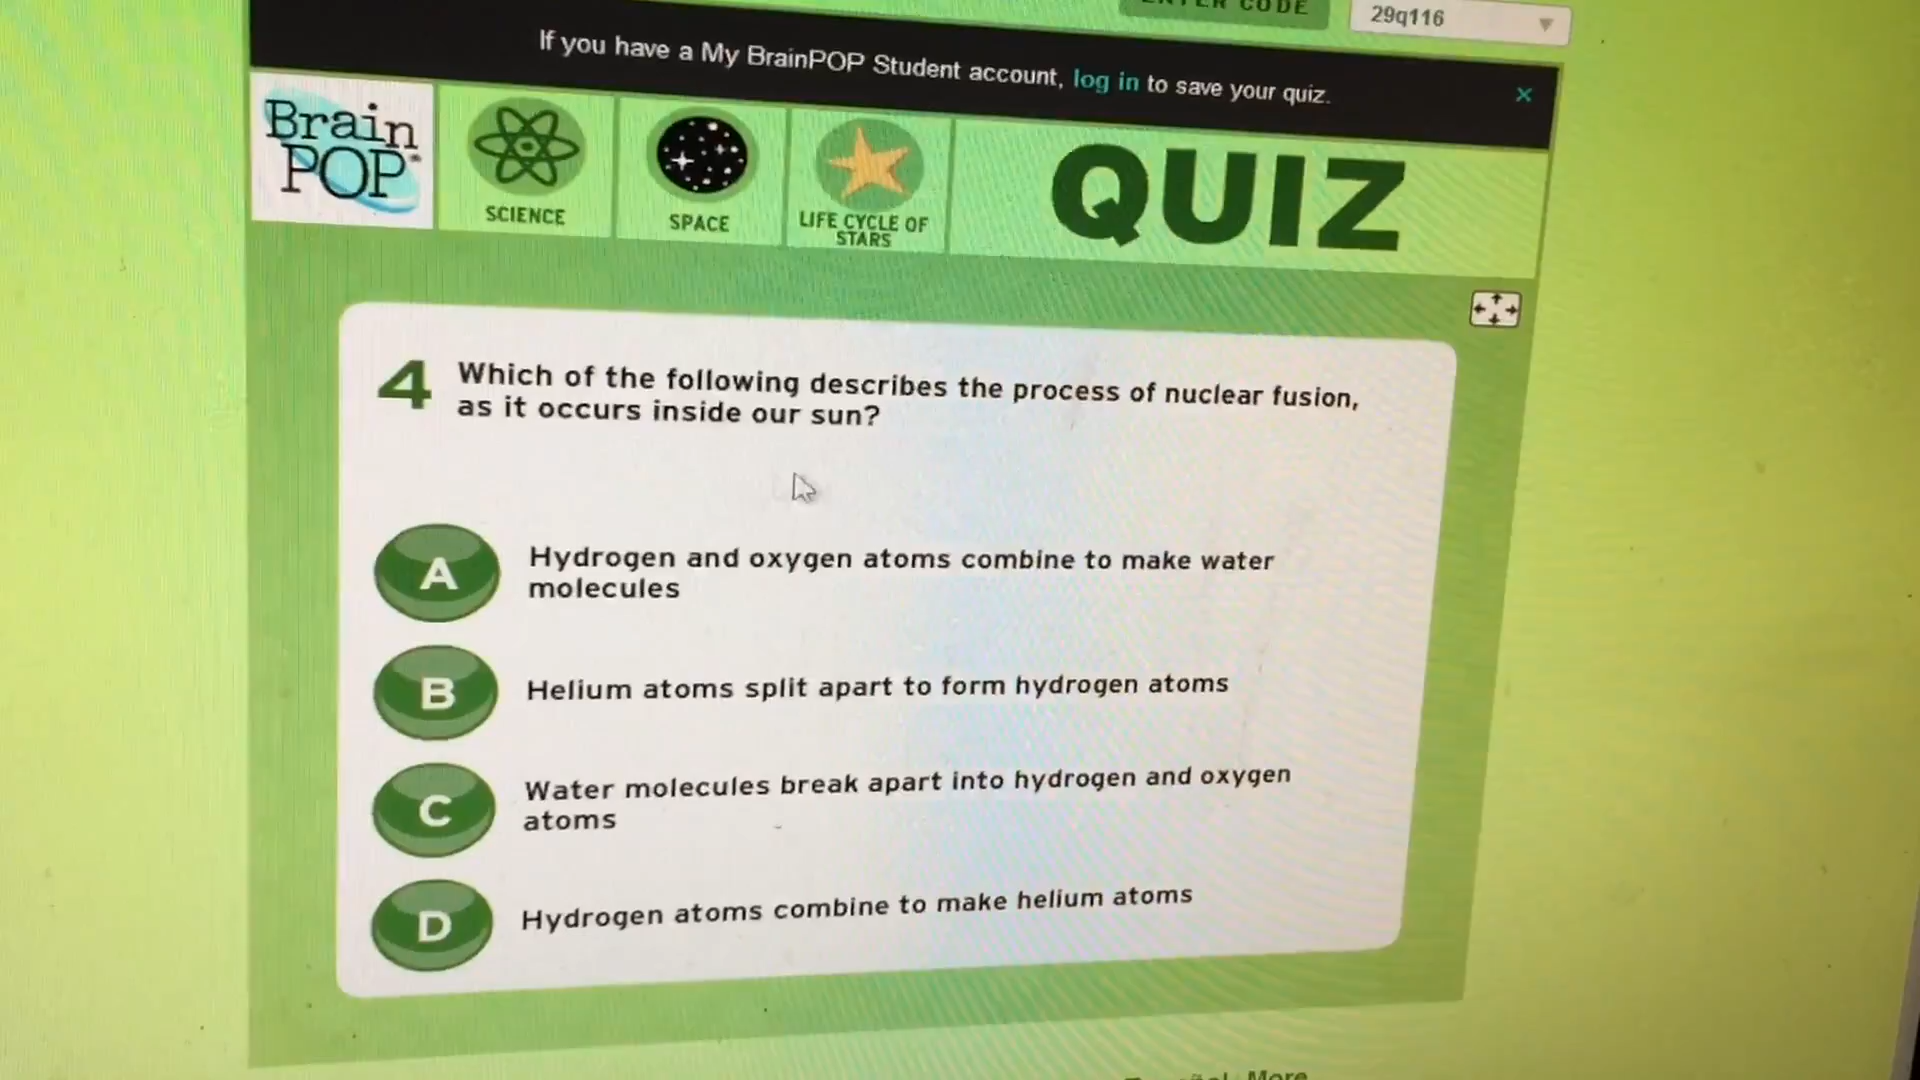 ENTER CODE
29q116
If you have a My BrainPOP Student account, log in to save your quiz.
Brain
POP
SCIENCE
SPACE
LIFE CYCLE OF
STARS
QUIZ
4
Which of the following describes the process of nuclear fusion,
as it occurs inside our sun?
A
Hydrogen and oxygen atoms combine to make water
molecules
B
Helium atoms split apart to form hydrogen atoms
C
Water molecules break apart into hydrogen and oxygen
atoms
D
Hydrogen atoms combine to make helium atoms
More